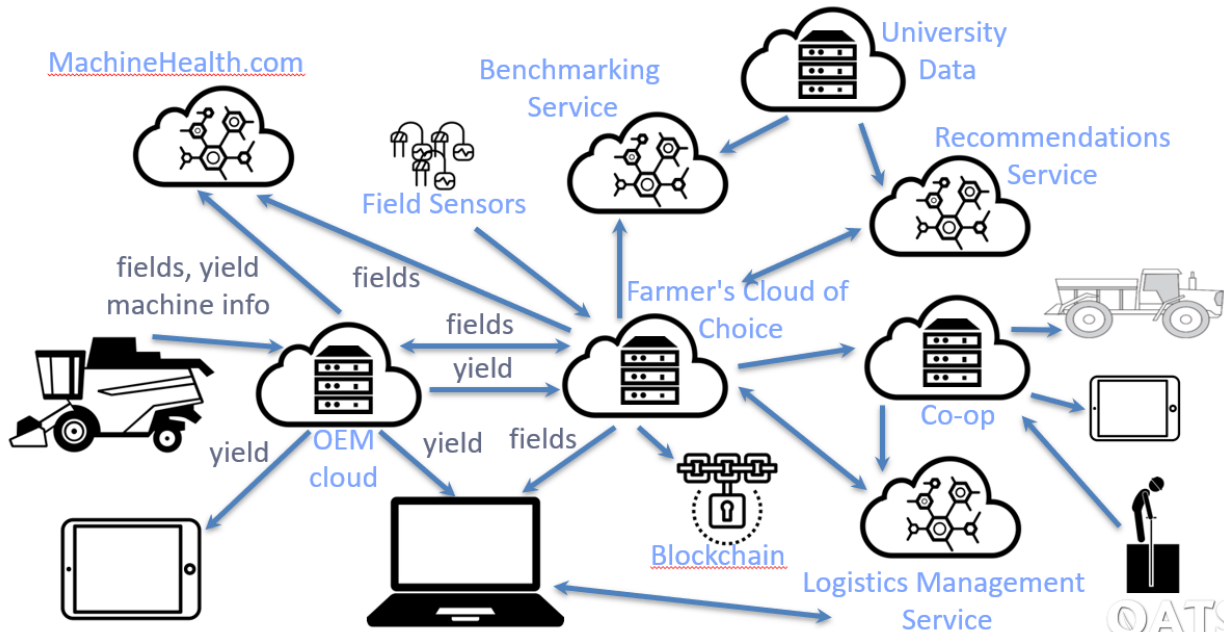 MachineHealth.com
Benchmarking
Service
University
Data
Recommendations
Service
Field Sensors
fields, yield
machine info
fields
Farmer's Cloud of
Choice
fields
yield
OEM
cloud
yield
yield
fields
Co-op
Blockchain
Logistics Management
Service
OATS